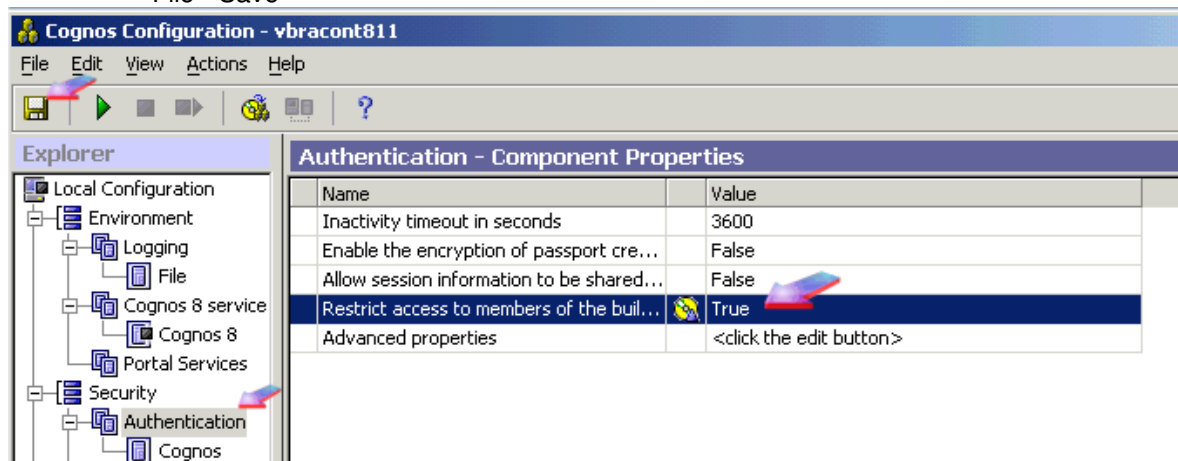 File - Save
Cognos Configuration - vbracont811
File Edit View Actions Help
?
Explorer
Authentication - Component Properties
Local Configuration
Environment
Logging
File
Cognos 8 service
Cognos 8
Portal Services
Security
Authentication
Cognos
Name Value
Inactivity timeout in seconds 3600
Enable the encryption of passport cre... False
Allow session information to be shared... False
Restrict access to members of the buil... True
Advanced properties <click the edit button>